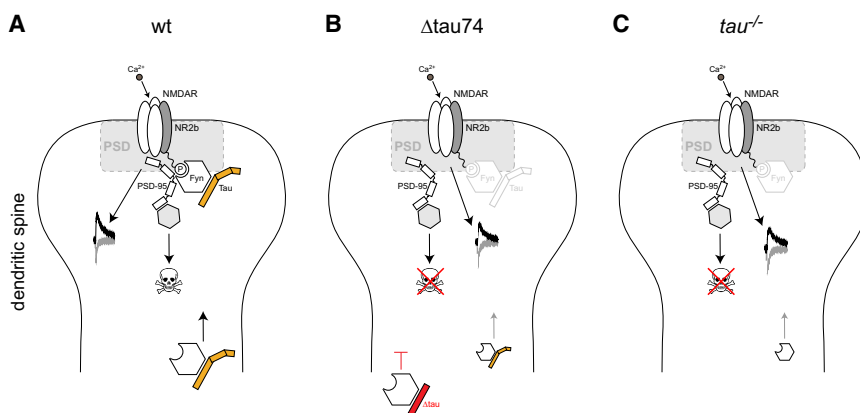 A
wt
Ca²⁺
NMDAR
NR2b
PSD
P
Fyn
PSD-95
Tau
dendritic spine
B
Δtau74
Ca²⁺
NMDAR
NR2b
PSD
P
Fyn
PSD-95
Tau
Δtau
C
tau⁻/⁻
Ca²⁺
NMDAR
NR2b
PSD
P
Fyn
PSD-95